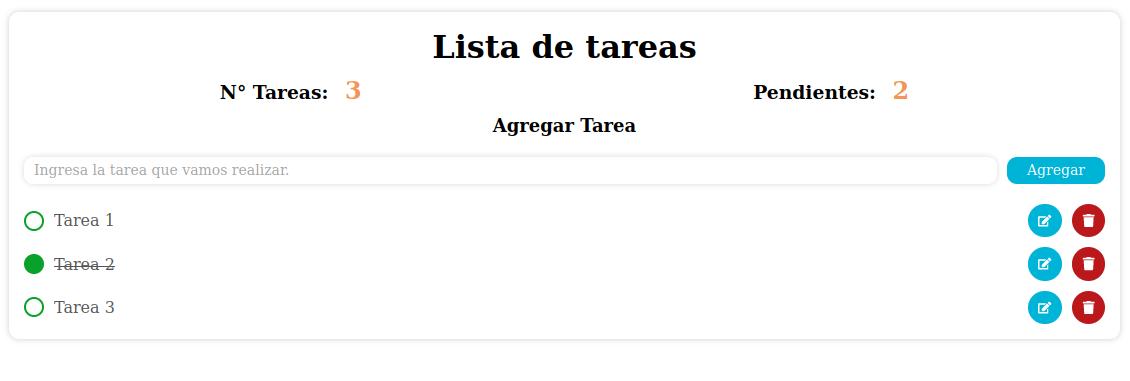 Lista de tareas
N° Tareas: 3 Pendientes: 2
Agregar Tarea
Ingresa la tarea que vamos realizar. Agregar
Tarea 1
Tarea 2
Tarea 3